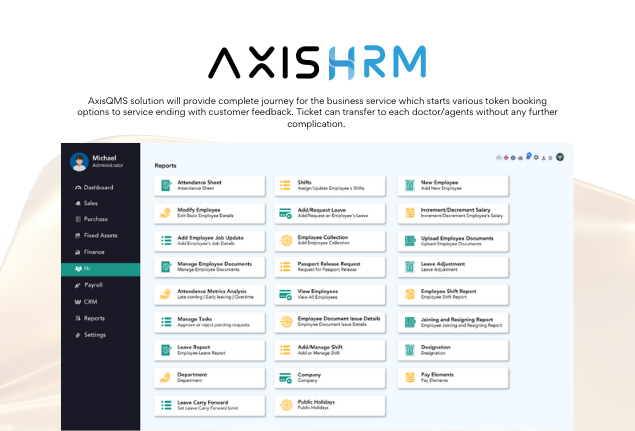 AXISHRM
AxisQMS solution will provide complete journey for the business service which starts various token booking
options to service ending with customer feedback. Ticket can transfer to each doctor/agents without any further
complication.
Michael
Administrator
Dashboard
Sales
Purchase
Fixed Assets
Finance
Hr
Payroll
CRM
Reports
Settings
Reports
Attendance Sheet
Attendance Sheet
Shifts
Assign/Update Employee's Shifts
New Employee
Add New Employee
Modify Employee
Edit Basic Employee Details
Add/Request Leave
Add/Request an Employee's Leave
Increment/Decrement Salary
Increment/Decrement Employee's Salary
Add Employee Job Update
Add Employee's Job Details
Employee Collection
Add Employee Collection
Upload Employee Documents
Upload Employee Documents
Manage Employee Documents
Manage Employee Documents
Passport Release Request
Request for Passport Release
Leave Adjustment
Leave Adjustment
Attendance Metrics Analysis
Late coming | Early leaving | Overtime
View Employees
View All Employees
Employee Shift Report
Employee Shift Report
Manage Tasks
Approve or reject pending requests
Employee Document Issue Details
Employee Document Issue Details
Joining and Resigning Report
Employee Joining and Resigning Report
Leave Report
Employee Leave Report
Add/Manage Shift
Add or Manage Shift
Designation
Designation
Department
Department
Company
Company
Pay Elements
Pay Elements
Leave Carry Forward
Set Leave Carry Forward Limit
Public Holidays
Public Holidays